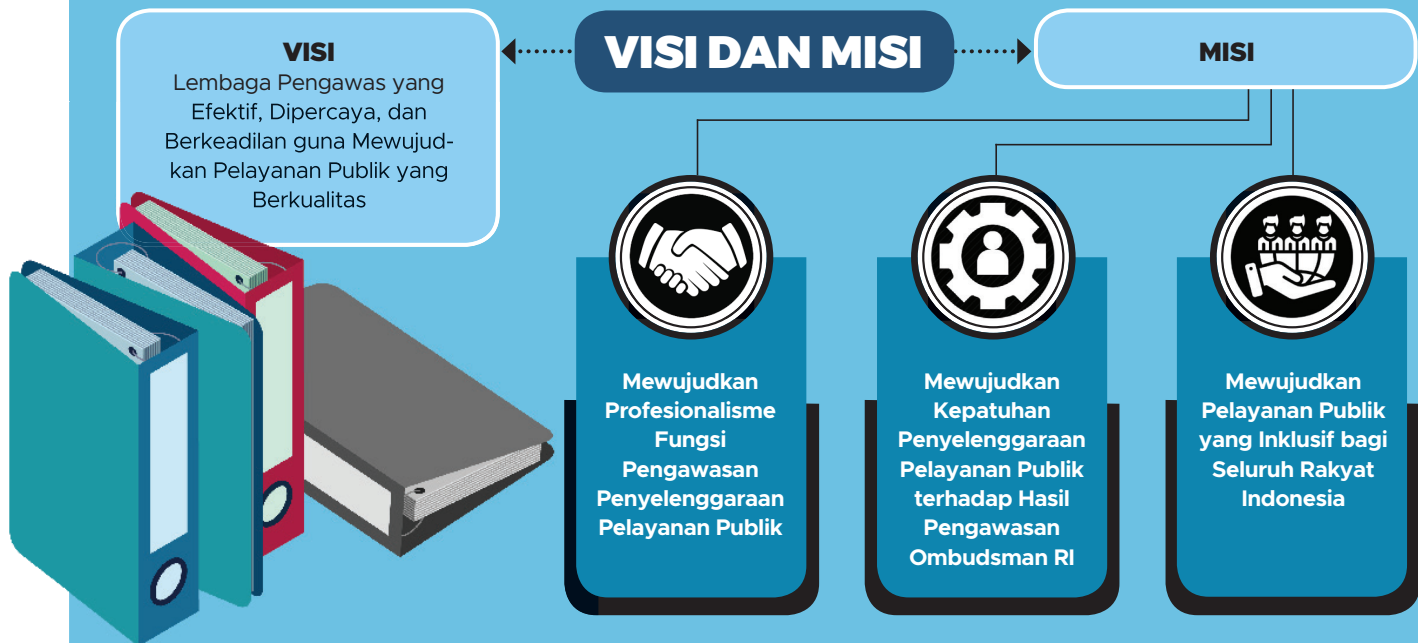 VISI DAN MISI
VISI
Lembaga Pengawas yang
Efektif, Dipercaya, dan
Berkeadilan guna Mewujud-
kan Pelayanan Publik yang
Berkualitas
MISI
Mewujudkan
Profesionalisme
Fungsi
Pengawasan
Penyelenggaraan
Pelayanan Publik
Mewujudkan
Kepatuhan
Penyelenggaraan
Pelayanan Publik
terhadap Hasil
Pengawasan
Ombudsman RI
Mewujudkan
Pelayanan Publik
yang Inklusif bagi
Seluruh Rakyat
Indonesia